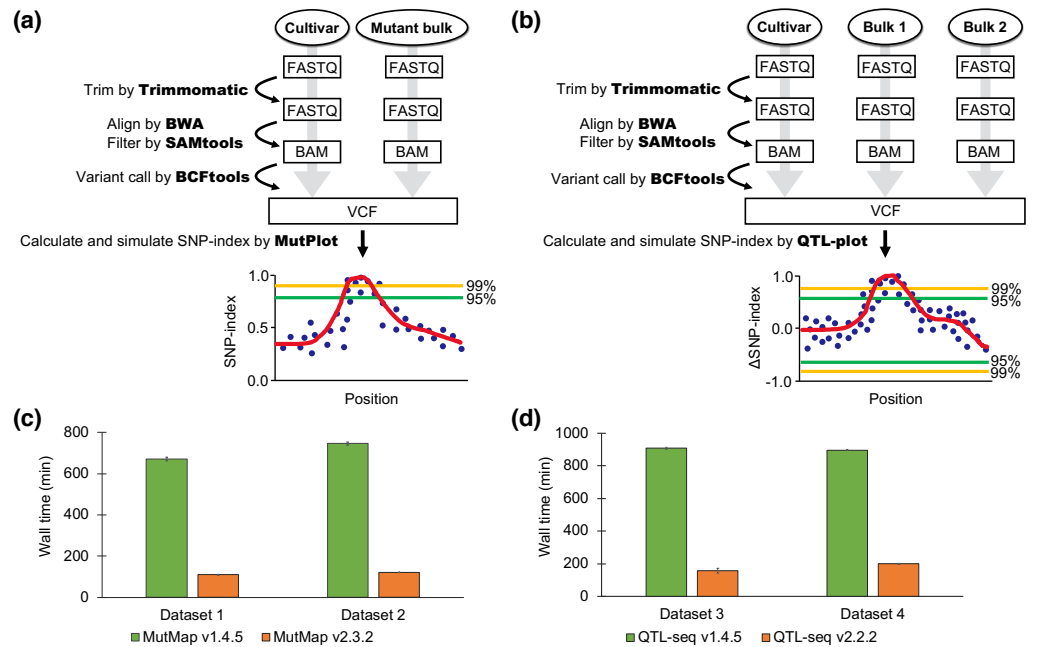 (a)
Cultivar
Mutant bulk
FASTQ
FASTQ
Trim by Trimmomatic
FASTQ
FASTQ
Align by BWA
Filter by SAMtools
BAM
BAM
Variant call by BCFtools
VCF
Calculate and simulate SNP-index by MutPlot
1.0
0.5
0.0
SNP-index
99%
95%
Position
(b)
Cultivar
Bulk 1
Bulk 2
FASTQ
FASTQ
FASTQ
Trim by Trimmomatic
FASTQ
FASTQ
FASTQ
Align by BWA
Filter by SAMtools
BAM
BAM
BAM
Variant call by BCFtools
VCF
Calculate and simulate SNP-index by QTL-plot
1.0
0.0
-1.0
ΔSNP-index
99%
95%
95%
99%
Position
(c)
800
600
400
200
0
Wall time (min)
Dataset 1
Dataset 2
MutMap v1.4.5
MutMap v2.3.2
(d)
1000
800
600
400
200
0
Wall time (min)
Dataset 3
Dataset 4
QTL-seq v1.4.5
QTL-seq v2.2.2